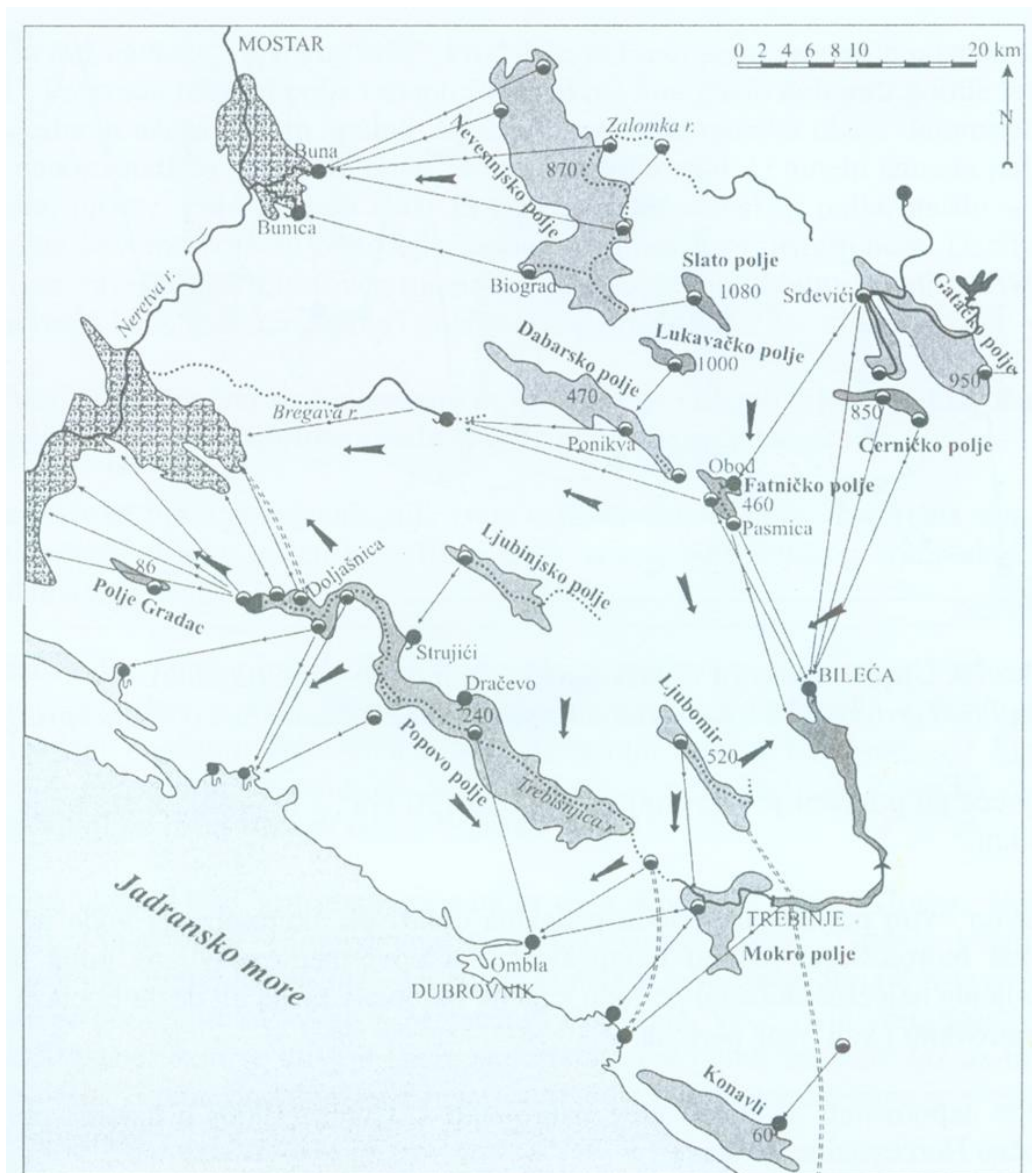 MOSTAR
0 2 4 6 8 10 20 km
N
Zalomka r.
Nevesinjsko polje
870
Buna
Bunica
Biograd
Slato polje
1080
Srđevići
Gatačko polje
950
Neretva r.
Lukavačko polje
1000
Dabarsko polje
470
850
Bregava r.
Ponikva
Cerničko polje
Obod
Fatničko polje
460
Pasmica
Ljubinjsko polje
Doljašnica
86
Polje Gradac
Strujići
BILEĆA
Dračevo
240
Ljubomir
520
Popovo polje
Trebišnjica r.
Jadransko more
TREBINJE
Ombla
Mokro polje
DUBROVNIK
Konavli
60